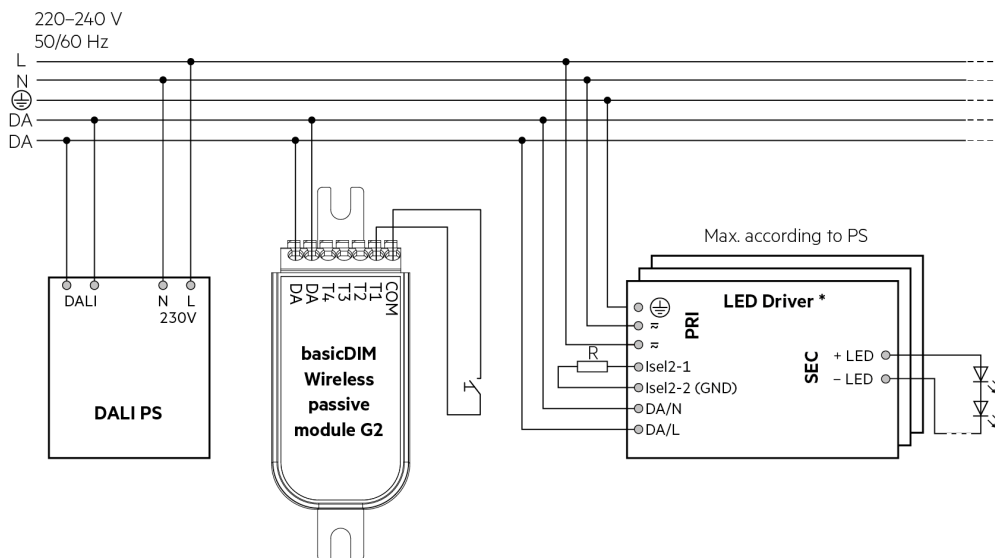 220–240 V
50/60 Hz
L
N
DA
DA
Max. according to PS
DALI
N
L
230V
DALI PS
DA
DA
T4
T3
T2
T1
COM
basicDIM
Wireless
passive
module G2
LED Driver *
PRI
R
Isel2-1
Isel2-2 (GND)
DA/N
DA/L
SEC
+ LED
– LED